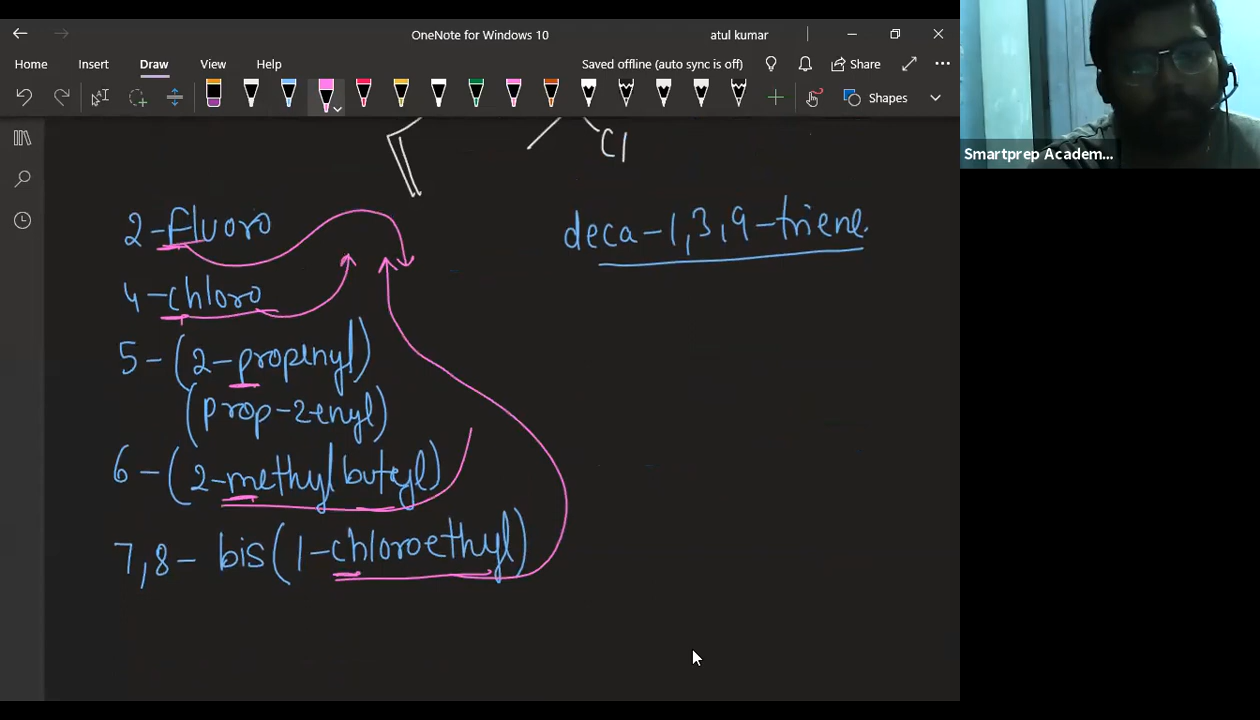 OneNote for Windows 10
atul kumar
Home Insert Draw View Help
Saved offline (auto sync is off)
Share
Shapes
Smartprep Academ...
Cl
2-fluoro
deca-1,3,9-triene.
4-chloro
5-(2-propenyl)
(prop-2enyl)
6-(2-methylbutyl)
7,8-bis(1-chloroethyl)